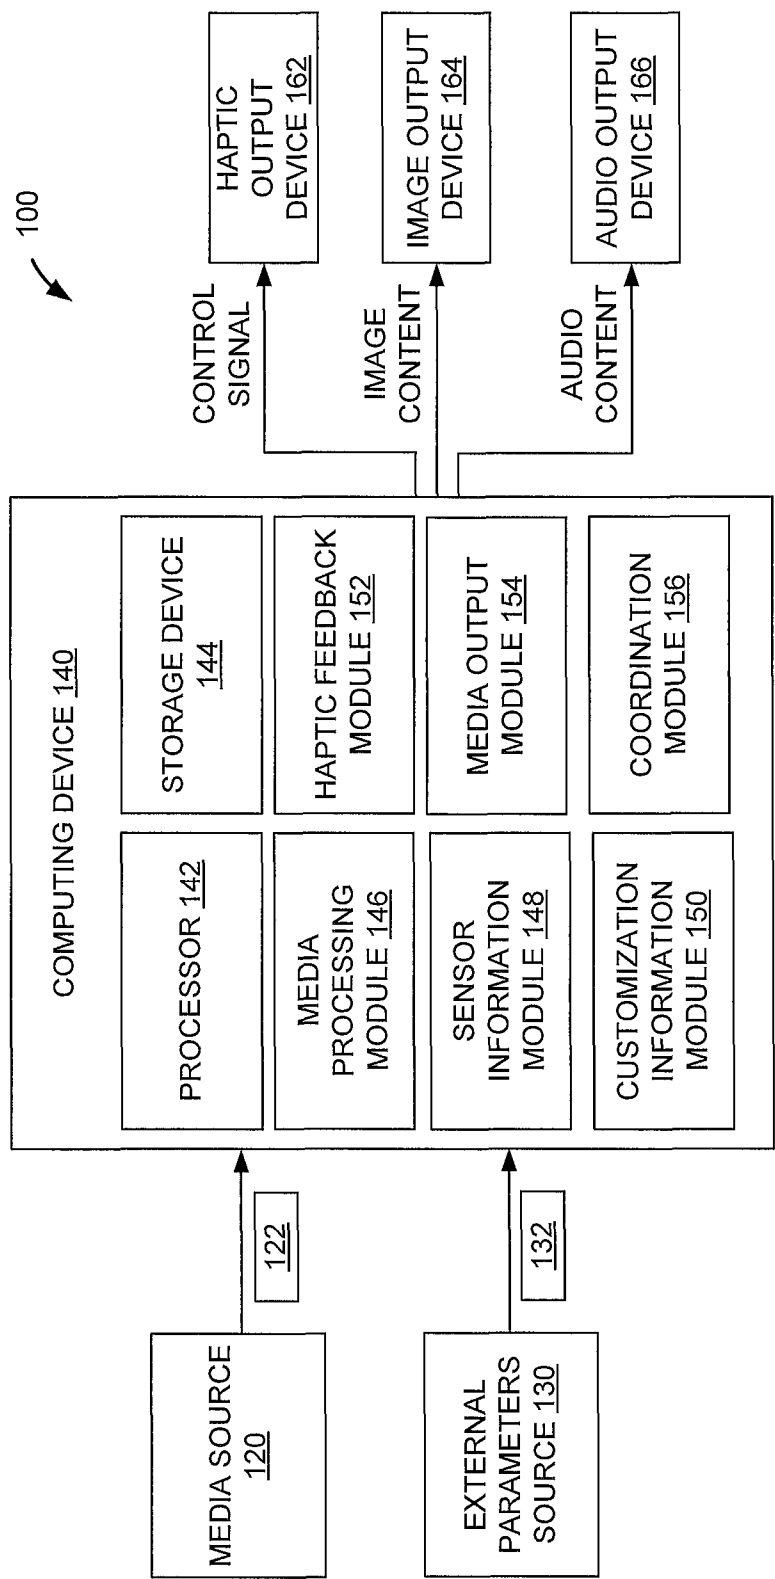 100
MEDIA SOURCE
120
122
EXTERNAL
PARAMETERS
SOURCE 130
132
COMPUTING DEVICE 140
PROCESSOR 142
STORAGE DEVICE
144
MEDIA
PROCESSING
MODULE 146
HAPTIC FEEDBACK
MODULE 152
SENSOR
INFORMATION
MODULE 148
MEDIA OUTPUT
MODULE 154
CUSTOMIZATION
INFORMATION
MODULE 150
COORDINATION
MODULE 156
CONTROL
SIGNAL
HAPTIC
OUTPUT
DEVICE 162
IMAGE
CONTENT
IMAGE OUTPUT
DEVICE 164
AUDIO
CONTENT
AUDIO OUTPUT
DEVICE 166